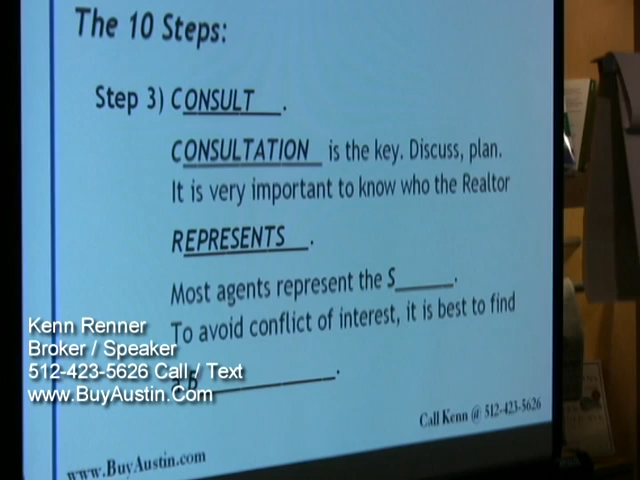 The 10 Steps:
Step 3) CONSULT .
CONSULTATION is the key. Discuss, plan.
It is very important to know who the Realtor
REPRESENTS .
Most agents represent the S______.
To avoid conflict of interest, it is best to find
a B______________.
Kenn Renner
Broker / Speaker
512-423-5626 Call / Text
www.BuyAustin.Com
Call Kenn @ 512-423-5626
www.BuyAustin.com